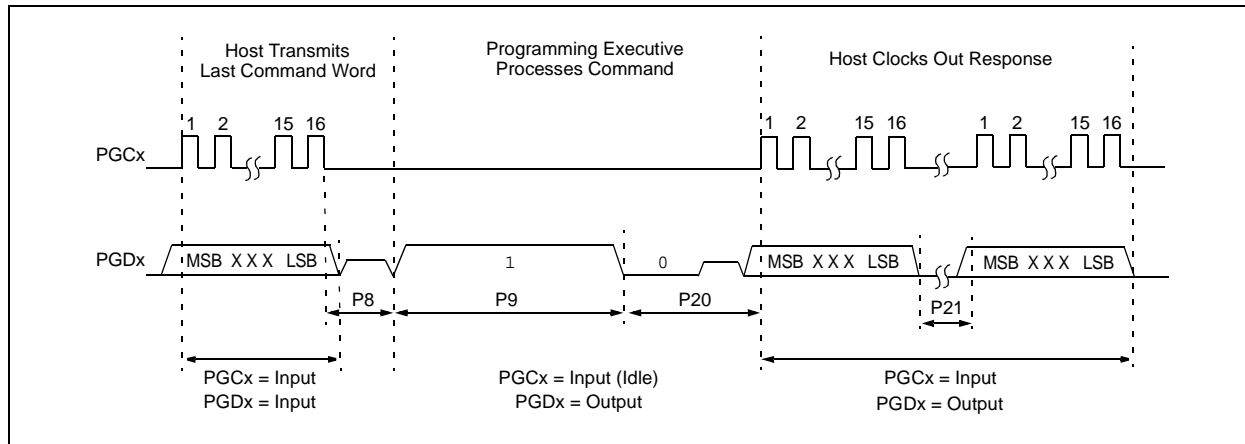 Host Transmits
Last Command Word
Programming Executive
Processes Command
Host Clocks Out Response
1 2 15 16 1 2 15 16 1 2 15 16
PGCx
PGDx
MSB X X X LSB 1 0 MSB X X X LSB MSB X X X LSB
P8 P9 P20 P21
PGCx = Input
PGDx = Input
PGCx = Input (Idle)
PGDx = Output
PGCx = Input
PGDx = Output